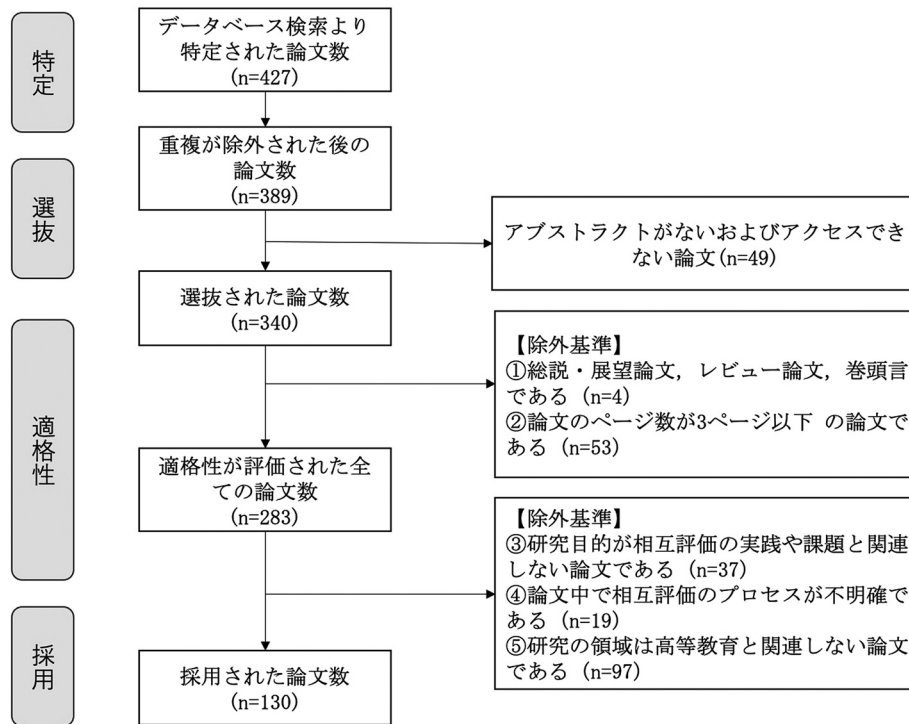 特定
データベース検索より
特定された論文数
(n=427)
重複が除外された後の
論文数
(n=389)
選抜
アブストラクトがないおよびアクセスでき
ない論文(n=49)
選抜された論文数
(n=340)
【除外基準】
①総説・展望論文，レビュー論文，巻頭言
である (n=4)
②論文のページ数が3ページ以下 の論文で
ある (n=53)
適格性
適格性が評価された全
ての論文数
(n=283)
【除外基準】
③研究目的が相互評価の実践や課題と関連
しない論文である (n=37)
④論文中で相互評価のプロセスが不明確で
ある (n=19)
⑤研究の領域は高等教育と関連しない論文
である (n=97)
採用
採用された論文数
(n=130)